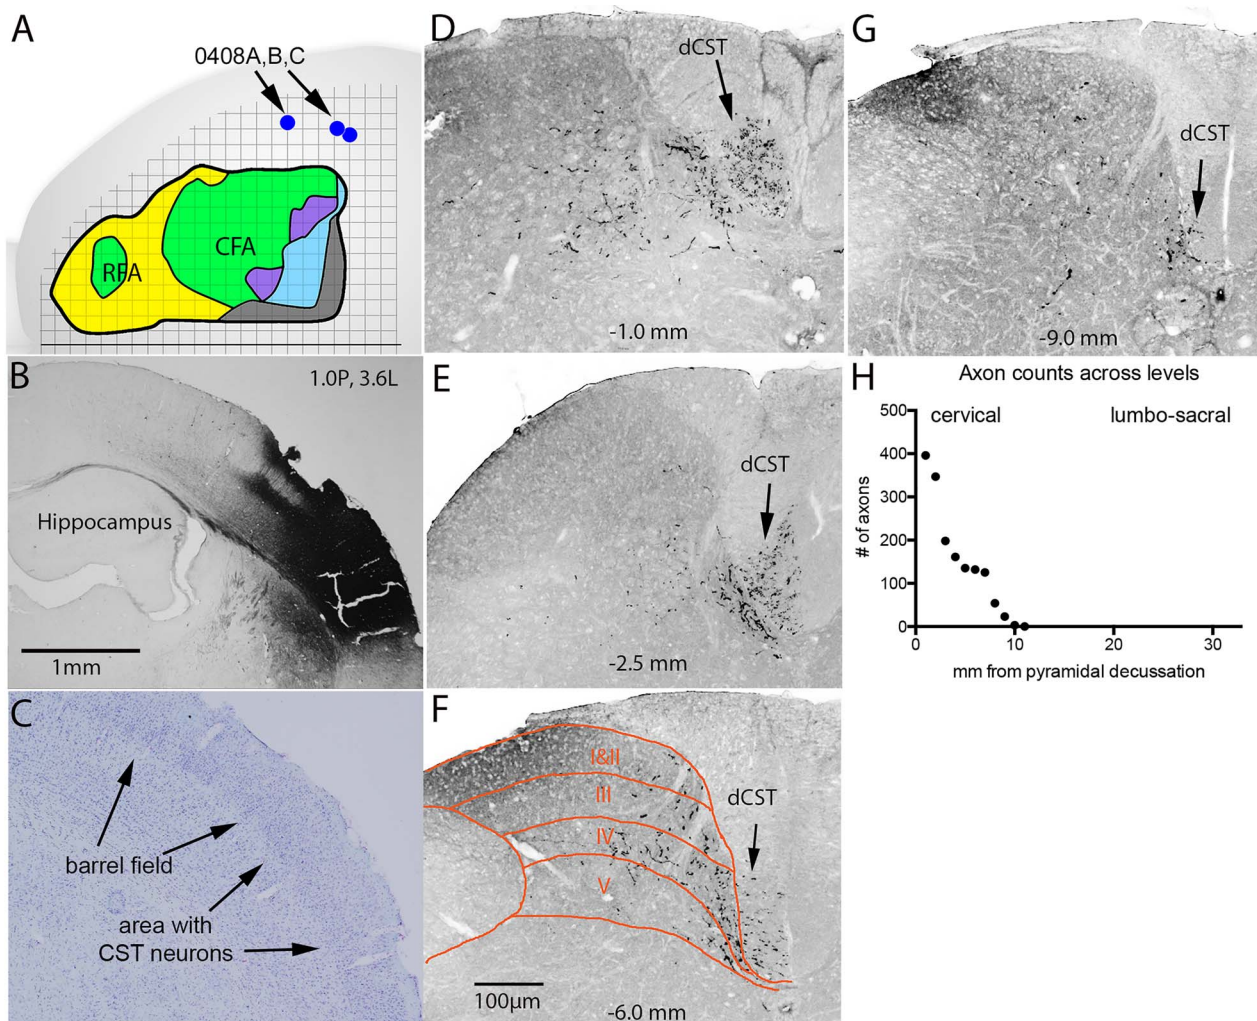 A
0408A,B,C
RFA
CFA
B
1.0P, 3.6L
Hippocampus
1mm
C
barrel field
area with
CST neurons
D
dCST
-1.0 mm
E
dCST
-2.5 mm
F
I&II
III
IV
V
dCST
100µm
-6.0 mm
G
dCST
-9.0 mm
H
Axon counts across levels
cervical
lumbo-sacral
# of axons
500
400
300
200
100
0
0
10
20
30
mm from pyramidal decussation